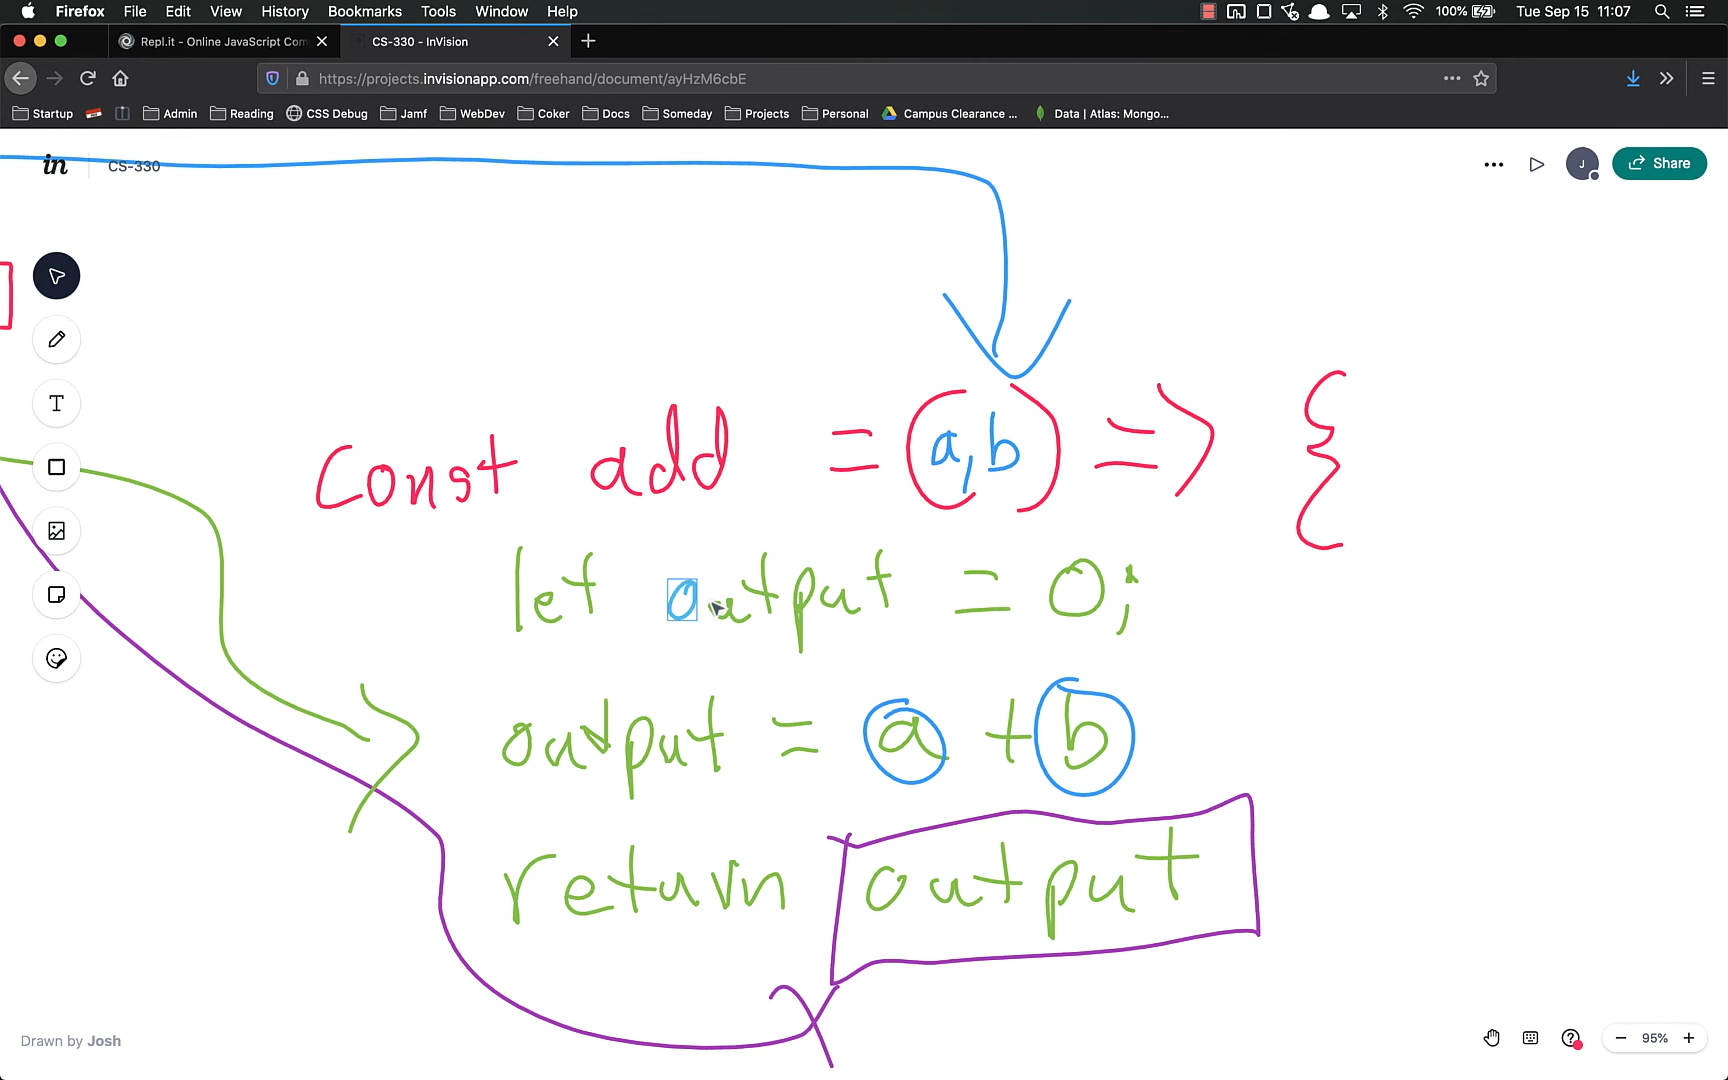 Firefox File Edit View History Bookmarks Tools Window Help 100% Tue Sep 15 11:07
Repl.it - Online JavaScript Com CS-330 - InVision
https://projects.invisionapp.com/freehand/document/ayHzM6cbE
Startup Admin Reading CSS Debug Jamf WebDev Coker Docs Someday Projects Personal Campus Clearance ... Data | Atlas: Mongo...
in CS-330 J Share
Const add = (a,b) => {
T
let output = 0;
output = a + b
return output
Drawn by Josh
95%